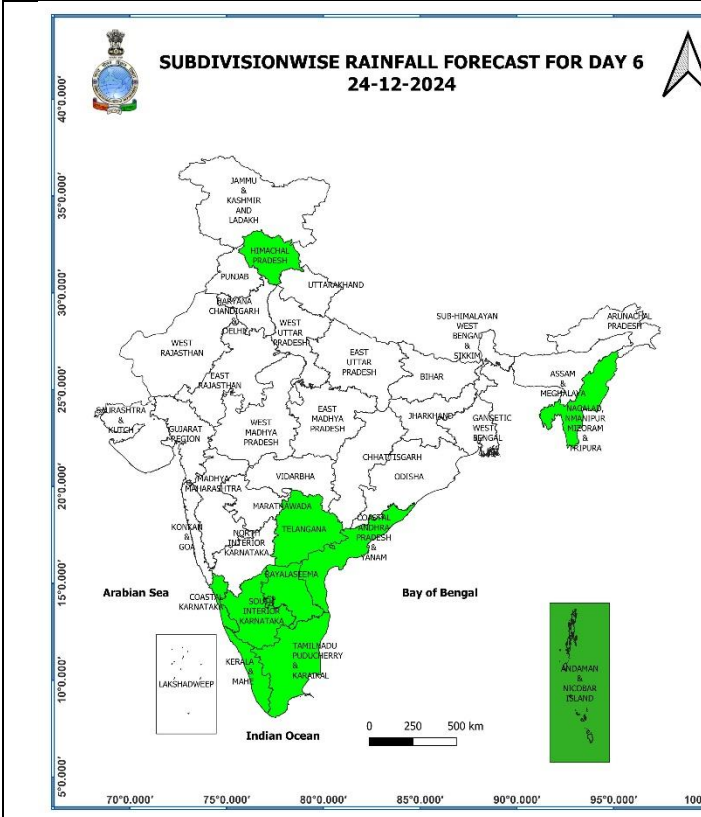 SUBDIVISIONWISE RAINFALL FORECAST FOR DAY 6
24-12-2024
40°0.000'
35°0.000'
30°0.000'
25°0.000'
20°0.000'
15°0.000'
10°0.000'
5°0.000'
JAMMU
&
KASHMIR
AND
LADAKH
HIMACHAL
PRADESH
PUNJAB
UTTARAKHAND
HARYANA
CHANDIGARH
&
DELHI
WEST
UTTAR
PRADESH
WEST
RAJASTHAN
EAST
RAJASTHAN
EAST
UTTAR
PRADESH
BIHAR
SUB-HIMALAYAN
WEST
BENGAL
&
SIKKIM
ARUNACHAL
PRADESH
ASSAM
&
MEGHALAYA
NAGALAD
NMANIPUR
MIZORAM
&
TRIPURA
SAURASHTRA
&
KUTCH
GUJARAT
REGION
WEST
MADHYA
PRADESH
EAST
MADHYA
PRADESH
JHARKHAND
GANGETIC
WEST
BENGAL
CHHATTISGARH
ODISHA
MADHYA
MAHARASHTRA
VIDARBHA
MARATHAWADA
TELANGANA
COASTAL
ANDHRA
PRADESH
&
YANAM
KONKAN
&
GOA
NORTH
INTERIOR
KARNATAKA
RAYALASEEMA
COASTAL
KARNATAKA
SOUTH
INTERIOR
KARNATAKA
TAMILNADU
PUDUCHERRY
&
KARAIKAL
KERALA
&
MAHE
LAKSHADWEEP
ANDAMAN
&
NICOBAR
ISLAND
Arabian Sea
Bay of Bengal
Indian Ocean
0 250 500 km
70°0.000' 75°0.000' 80°0.000' 85°0.000' 90°0.000' 95°0.000' 100